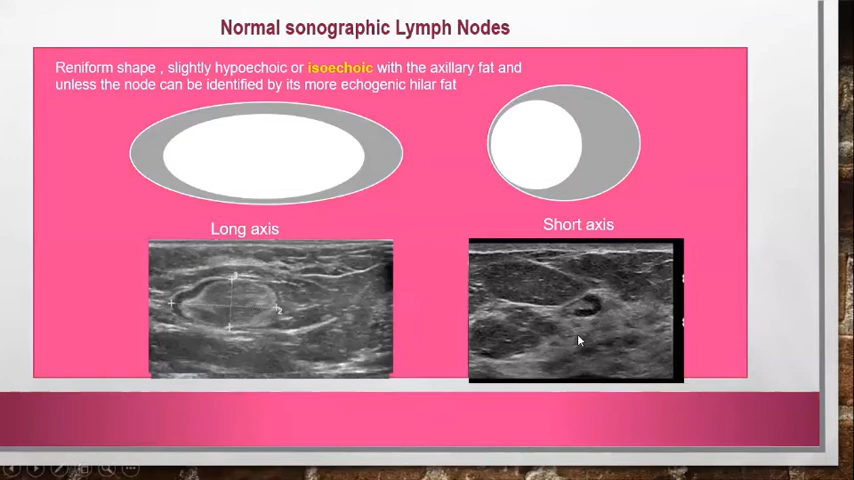 Normal sonographic Lymph Nodes
Reniform shape , slightly hypoechoic or isoechoic with the axillary fat and
unless the node can be identified by its more echogenic hilar fat
Long axis
Short axis
2